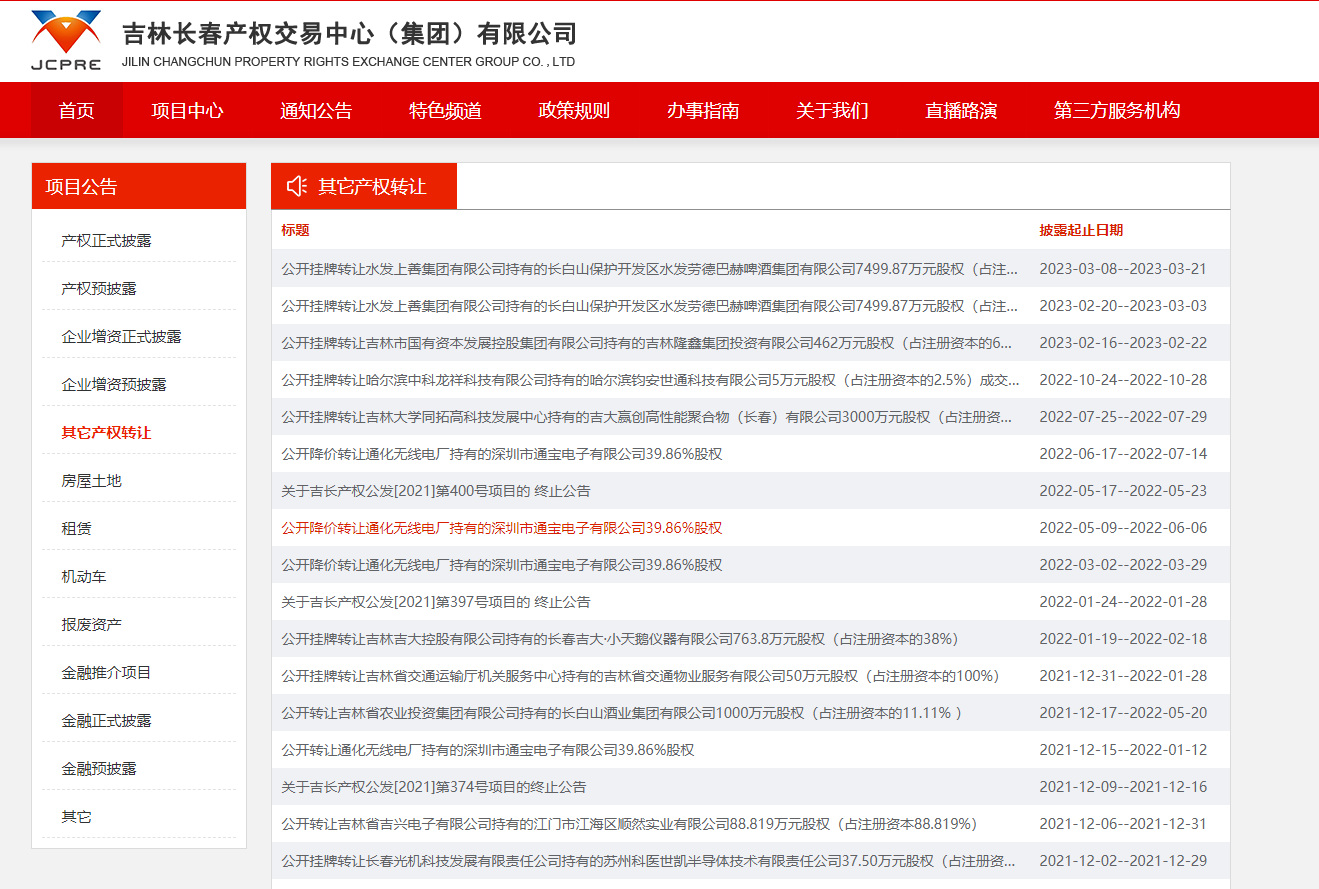 吉林长春产权交易中心（集团）有限公司
JCPRE
JILIN CHANGCHUN PROPERTY RIGHTS EXCHANGE CENTER GROUP CO. , LTD
首页 项目中心 通知公告 特色频道 政策规则 办事指南 关于我们 直播路演 第三方服务机构
项目公告
产权正式披露
产权预披露
企业增资正式披露
企业增资预披露
其它产权转让
房屋土地
租赁
机动车
报废资产
金融推介项目
金融正式披露
金融预披露
其它
其它产权转让
标题 披露起止日期
公开挂牌转让水发上善集团有限公司持有的长白山保护开发区水发劳德巴赫啤酒集团有限公司7499.87万元股权（占注... 2023-03-08--2023-03-21
公开挂牌转让水发上善集团有限公司持有的长白山保护开发区水发劳德巴赫啤酒集团有限公司7499.87万元股权（占注... 2023-02-20--2023-03-03
公开挂牌转让吉林市国有资本发展控股集团有限公司持有的吉林隆鑫集团投资有限公司462万元股权（占注册资本的6... 2023-02-16--2023-02-22
公开挂牌转让哈尔滨中科龙祥科技有限公司持有的哈尔滨钧安世通科技有限公司5万元股权（占注册资本的2.5%）成交... 2022-10-24--2022-10-28
公开挂牌转让吉林大学同拓高科技发展中心持有的吉大赢创高性能聚合物（长春）有限公司3000万元股权（占注册资... 2022-07-25--2022-07-29
公开降价转让通化无线电厂持有的深圳市通宝电子有限公司39.86%股权 2022-06-17--2022-07-14
关于吉长产权公发[2021]第400号项目的 终止公告 2022-05-17--2022-05-23
公开降价转让通化无线电厂持有的深圳市通宝电子有限公司39.86%股权 2022-05-09--2022-06-06
公开降价转让通化无线电厂持有的深圳市通宝电子有限公司39.86%股权 2022-03-02--2022-03-29
关于吉长产权公发[2021]第397号项目的 终止公告 2022-01-24--2022-01-28
公开挂牌转让吉林吉大控股有限公司持有的长春吉大·小天鹅仪器有限公司763.8万元股权（占注册资本的38%） 2022-01-19--2022-02-18
公开挂牌转让吉林省交通运输厅机关服务中心持有的吉林省交通物业服务有限公司50万元股权（占注册资本的100%） 2021-12-31--2022-01-28
公开转让吉林省农业投资集团有限公司持有的长白山酒业集团有限公司1000万元股权（占注册资本的11.11% ） 2021-12-17--2022-05-20
公开转让通化无线电厂持有的深圳市通宝电子有限公司39.86%股权 2021-12-15--2022-01-12
关于吉长产权公发[2021]第374号项目的终止公告 2021-12-09--2021-12-16
公开转让吉林省吉兴电子有限公司持有的江门市江海区顺然实业有限公司88.819万元股权（占注册资本88.819%） 2021-12-06--2021-12-31
公开挂牌转让长春光机科技发展有限责任公司持有的苏州科医世凯半导体技术有限责任公司37.50万元股权（占注册资... 2021-12-02--2021-12-29